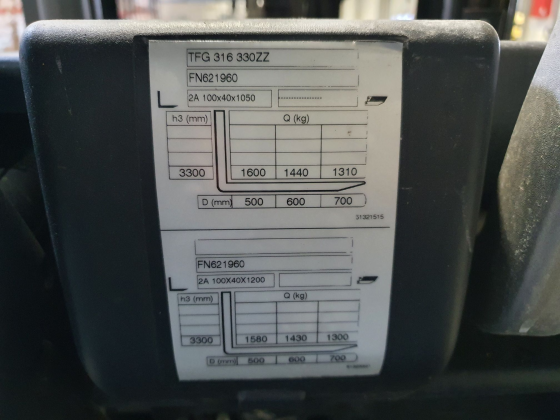 TFG 316 330ZZ
FN621960
2A 100x40x1050
h3 (mm) Q (kg)
3300 1600 1440 1310
D (mm) 500 600 700
31321515
FN621960
2A 100X40X1200
h3 (mm) Q (kg)
3300 1580 1430 1300
D (mm) 500 600 700